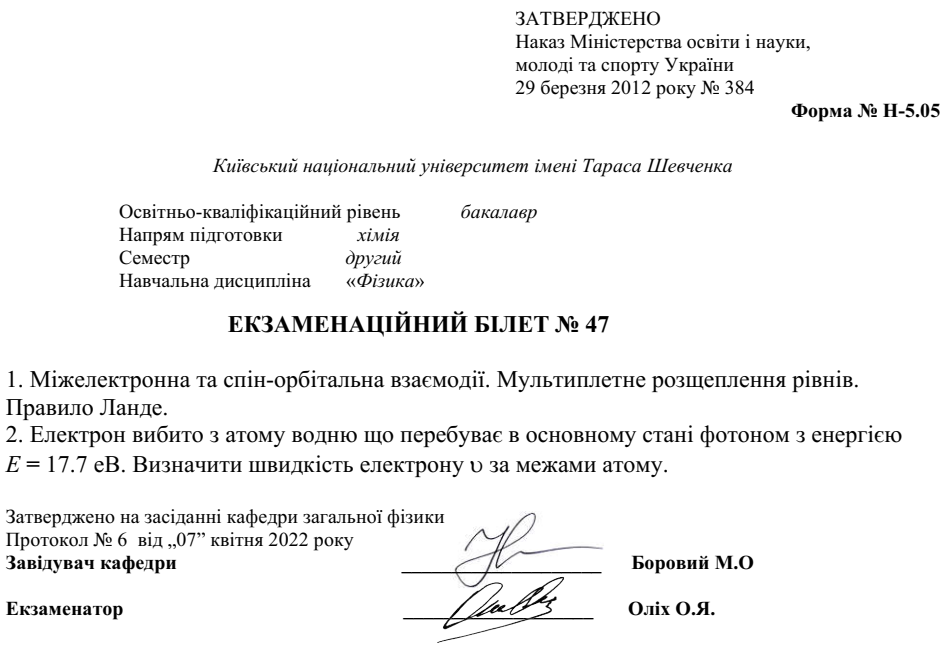 ЗАТВЕРДЖЕНО
Наказ Міністерства освіти і науки,
молоді та спорту України
29 березня 2012 року № 384
Форма № Н-5.05
Київський національний університет імені Тараса Шевченка
Освітньо-кваліфікаційний рівень бакалавр
Напрям підготовки хімія
Семестр другий
Навчальна дисципліна «Фізика»
ЕКЗАМЕНАЦІЙНИЙ БІЛЕТ № 47
1. Міжелектронна та спін-орбітальна взаємодії. Мультиплетне розщеплення рівнів.
Правило Ланде.
2. Електрон вибито з атому водню що перебуває в основному стані фотоном з енергією
E = 17.7 еВ. Визначити швидкість електрону υ за межами атому.
Затверджено на засіданні кафедри загальної фізики
Протокол № 6 від „07” квітня 2022 року
Завідувач кафедри ____________________ Боровий М.О
Екзаменатор ____________________ Оліх О.Я.